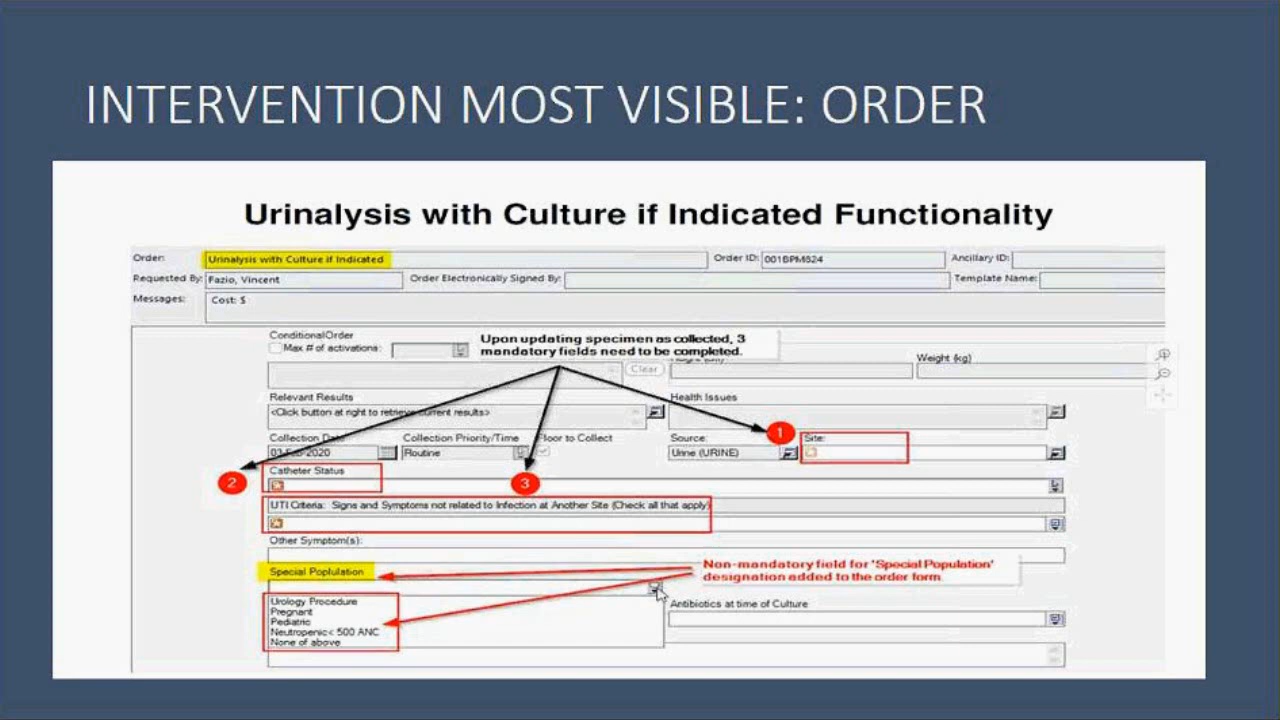 INTERVENTION MOST VISIBLE: ORDER
Urinalysis with Culture if Indicated Functionality
Order: Urinalysis with Culture if Indicated Order ID: 001BPM824 Ancillary ID:
Requested By: Fazio, Vincent Order Electronically Signed By: Template Name:
Messages: Cost: $
ConditionalOrder
Max # of activations:
Upon updating specimen as collected, 3
mandatory fields need to be completed.
Clear
Weight (kg)
Relevant Results Health Issues
<Click button at right to retrieve current results>
Collection Date Collection Priority/Time Floor to Collect Source: 1 Site:
03-Feb-2020 Routine Urine (URINE)
Catheter Status
2
3
UTI Criteria: Signs and Symptoms not related to Infection at Another Site (Check all that apply)
Other Symptom(s):
Special Poplulation
Non-mandatory field for 'Special Population'
designation added to the order form.
Urology Procedure
Pregnant
Pediatric
Neutropenic< 500 ANC
None of above
Antibiotics at time of Culture